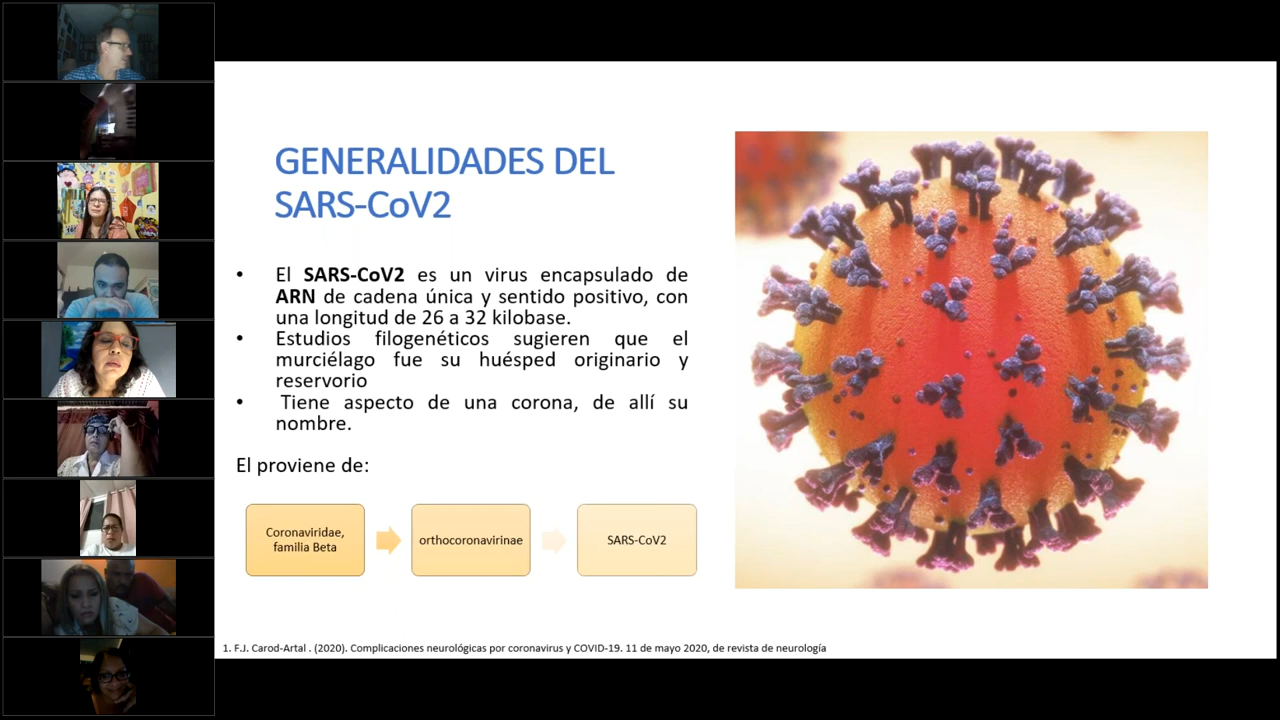 GENERALIDADES DEL
SARS-CoV2
• El SARS-CoV2 es un virus encapsulado de
ARN de cadena única y sentido positivo, con
una longitud de 26 a 32 kilobase.
• Estudios filogenéticos sugieren que el
murciélago fue su huésped originario y
reservorio
• Tiene aspecto de una corona, de allí su
nombre.
El proviene de:
Coronaviridae,
familia Beta
orthocoronavirinae
SARS-CoV2
1. F.J. Carod-Artal . (2020). Complicaciones neurológicas por coronavirus y COVID-19. 11 de mayo 2020, de revista de neurología